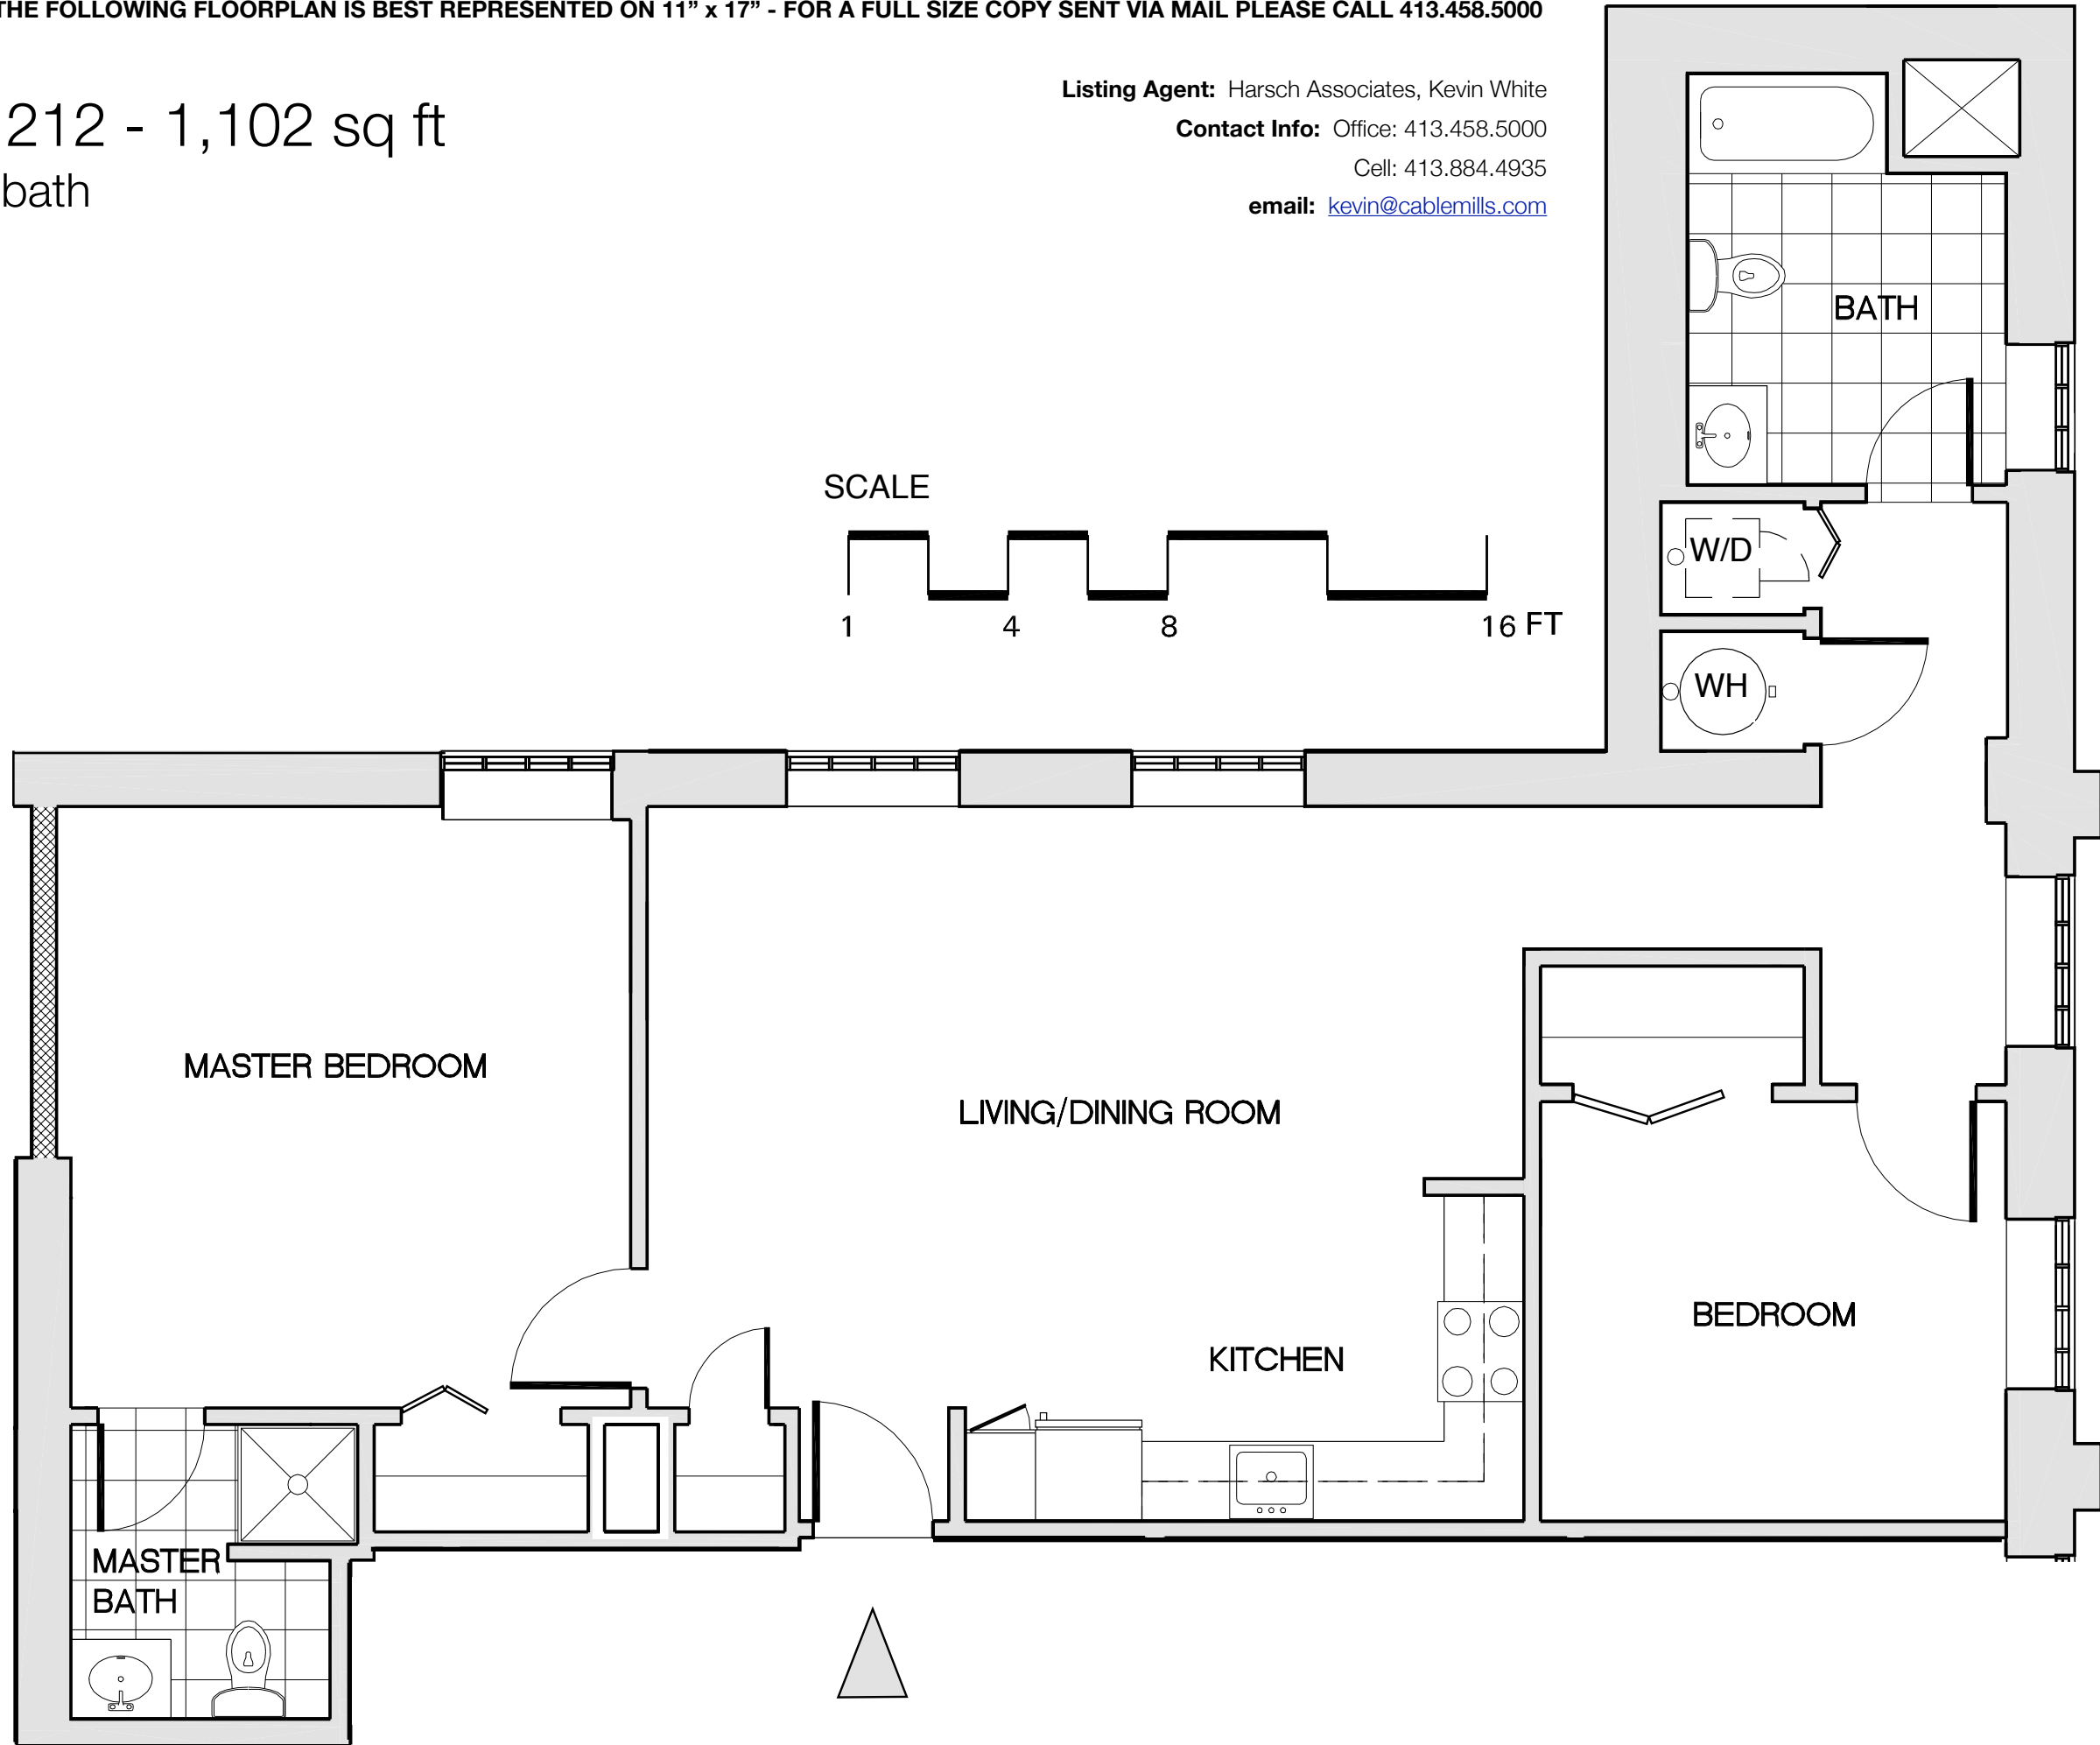 THE FOLLOWING FLOORPLAN IS BEST REPRESENTED ON 11” x 17” - FOR A FULL SIZE COPY SENT VIA MAIL PLEASE CALL 413.458.5000
212 - 1,102 sq ft
bath
Listing Agent: Harsch Associates, Kevin White
Contact Info: Office: 413.458.5000
Cell: 413.884.4935
email: kevin@cablemills.com
BATH
SCALE
1 4 8 16 FT
W/D
WH
MASTER BEDROOM
LIVING/DINING ROOM
BEDROOM
KITCHEN
MASTER
BATH